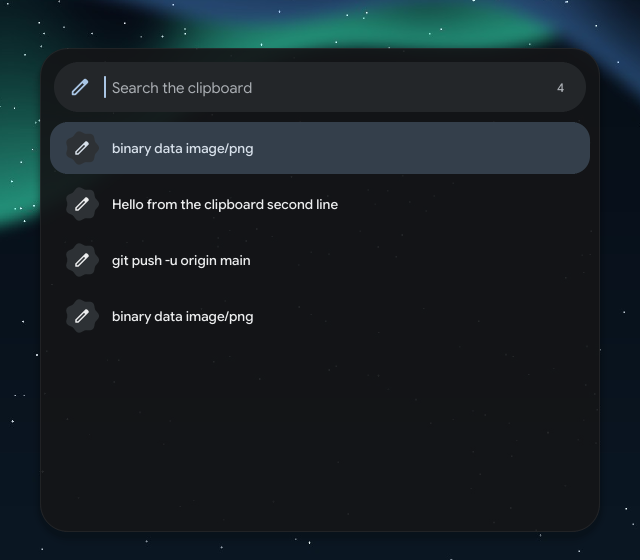 Search the clipboard 4
binary data image/png
Hello from the clipboard second line
git push -u origin main
binary data image/png